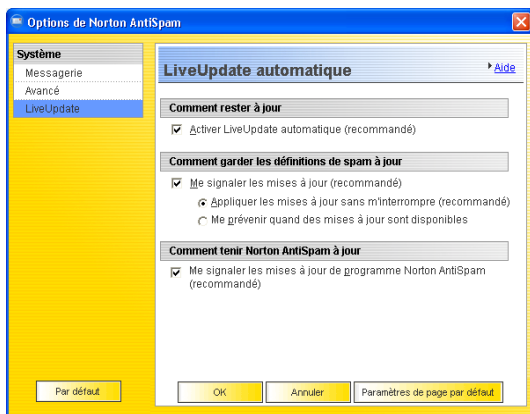 Options de Norton AntiSpam
Système
Messagerie
Avancé
LiveUpdate
LiveUpdate automatique
Aide
Comment rester à jour
Activer LiveUpdate automatique (recommandé)
Comment garder les définitions de spam à jour
Me signaler les mises à jour (recommandé)
Appliquer les mises à jour sans m'interrompre (recommandé)
Me prévenir quand des mises à jour sont disponibles
Comment tenir Norton AntiSpam à jour
Me signaler les mises à jour de programme Norton AntiSpam
(recommandé)
Par défaut
OK
Annuler
Paramètres de page par défaut